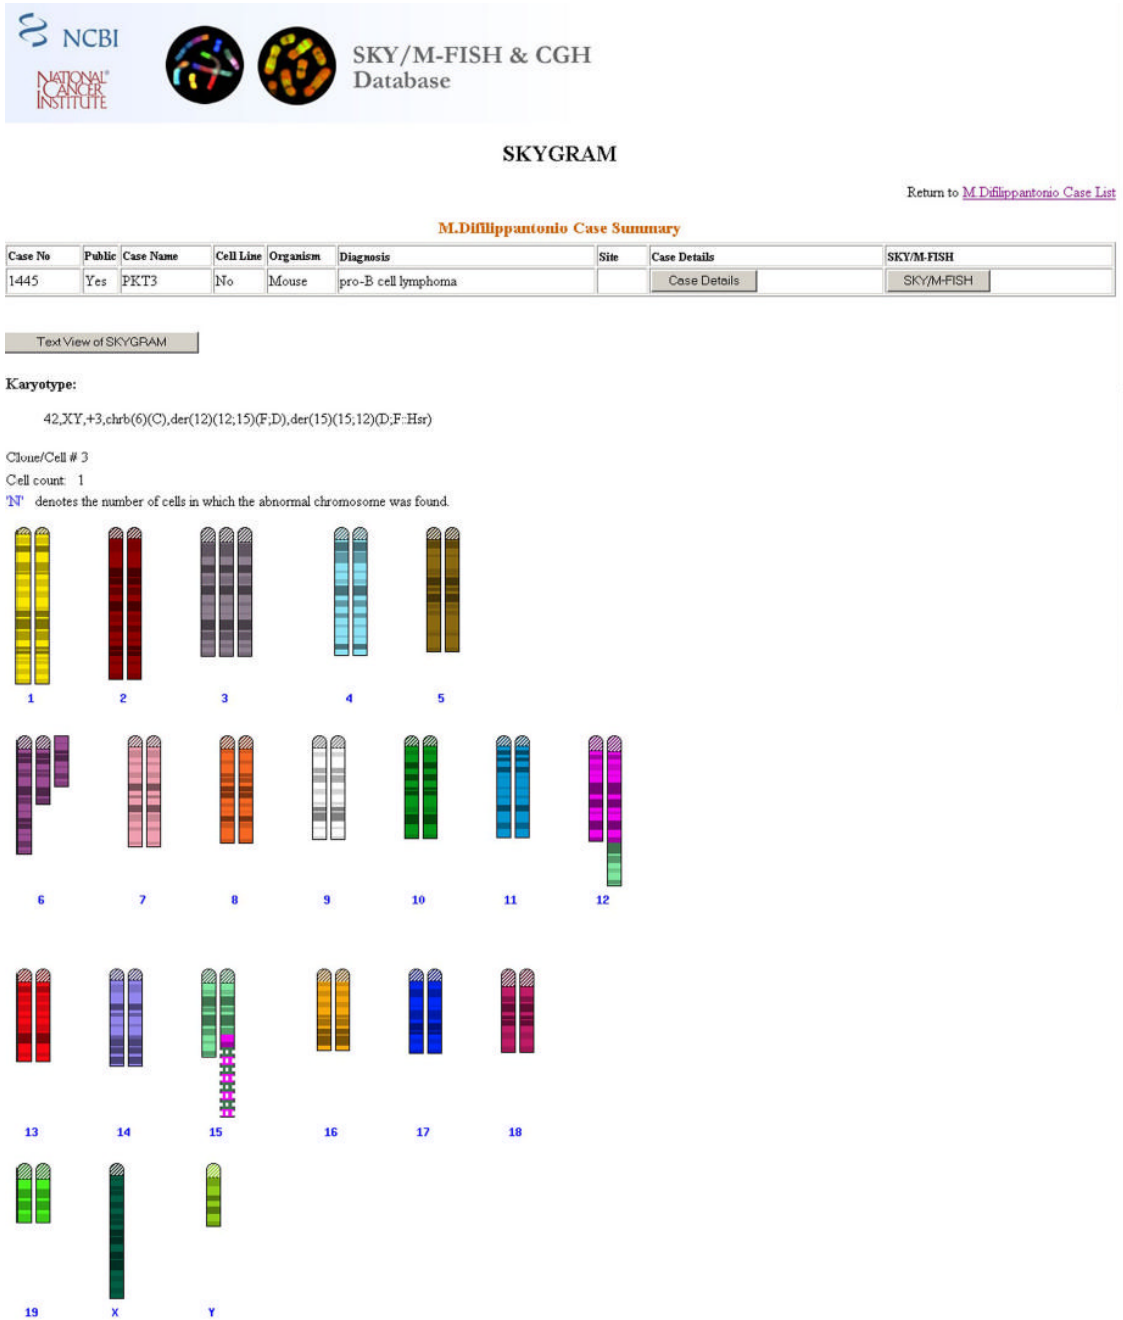 NCBI
NATIONAL®
CANCER
INSTITUTE
SKY/M-FISH & CGH
Database
SKYGRAM
Return to M.Difilippantonio Case List
M.Difilippantonio Case Summary
Case No Public Case Name Cell Line Organism Diagnosis Site Case Details SKY/M-FISH
1445 Yes PKT3 No Mouse pro-B cell lymphoma Case Details SKY/M-FISH
Text View of SKYGRAM
Karyotype:
42,XY,+3,chrb(6)(C),der(12)(12;15)(F;D),der(15)(15;12)(D;F::Hsr)
Clone/Cell # 3
Cell count: 1
'N' denotes the number of cells in which the abnormal chromosome was found.
1 2 3 4 5
6 7 8 9 10 11 12
13 14 15 16 17 18
19 X Y